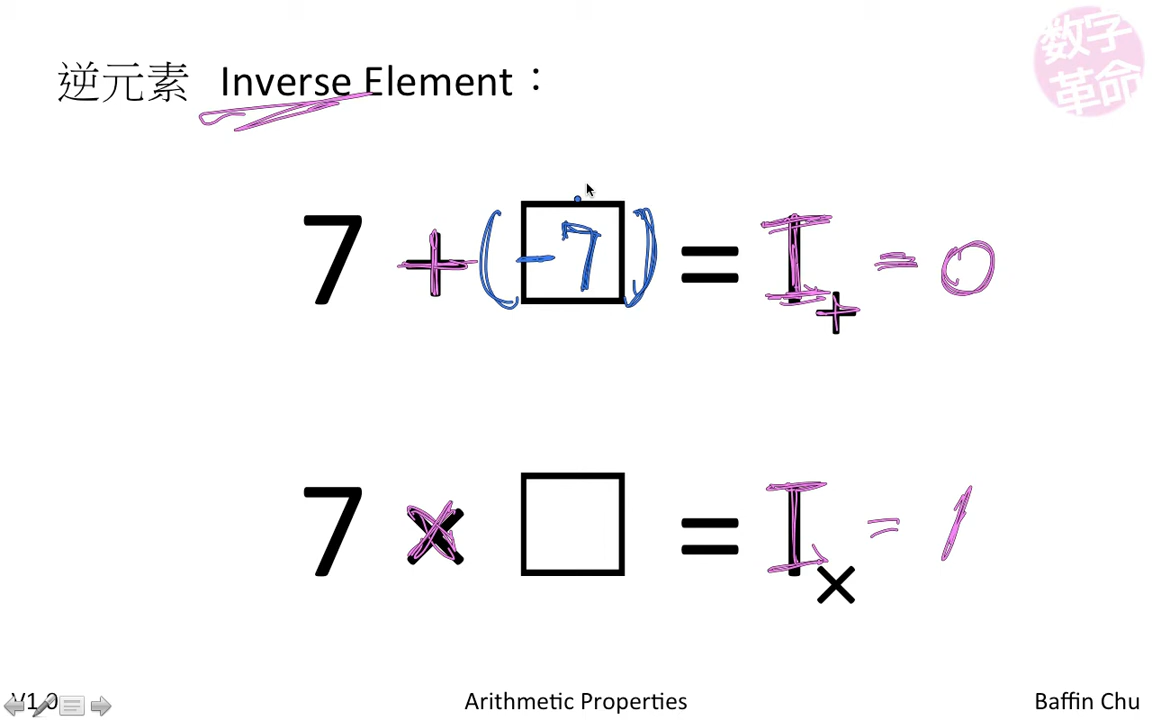 逆元素 Inverse Element：
数字
革命
7 + (-7) = I+ = 0
7 × = I× = 1
V1.0 Arithmetic Properties Baffin Chu